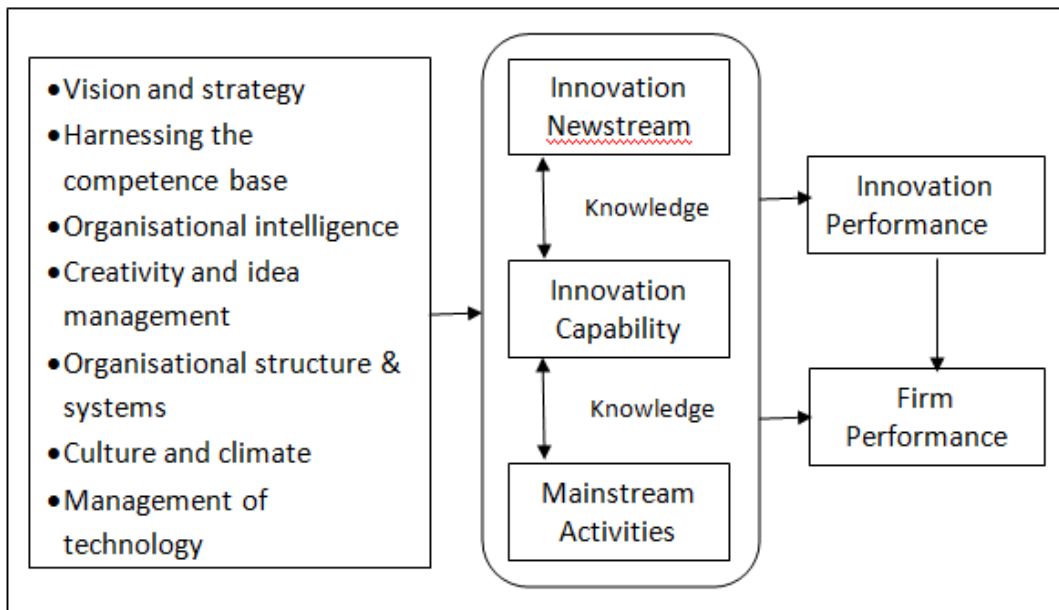 •Vision and strategy
•Harnessing the
competence base
•Organisational intelligence
•Creativity and idea
management
•Organisational structure &
systems
•Culture and climate
•Management of
technology
Innovation
Newstream
Knowledge
Innovation
Capability
Knowledge
Mainstream
Activities
Innovation
Performance
Firm
Performance